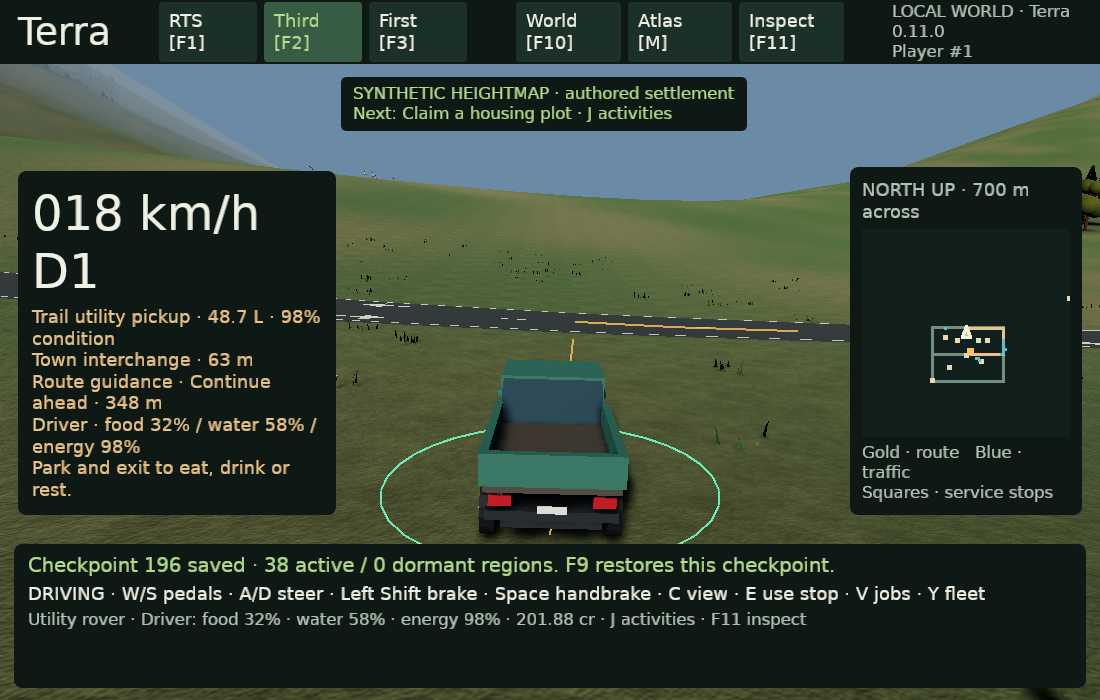 Terra
RTS
[F1]
Third
[F2]
First
[F3]
World
[F10]
Atlas
[M]
Inspect
[F11]
LOCAL WORLD · Terra
0.11.0
Player #1
SYNTHETIC HEIGHTMAP · authored settlement
Next: Claim a housing plot · J activities
018 km/h
D1
Trail utility pickup · 48.7 L · 98%
condition
Town interchange · 63 m
Route guidance · Continue
ahead · 348 m
Driver · food 32% / water 58% /
energy 98%
Park and exit to eat, drink or
rest.
NORTH UP · 700 m
across
Gold · route   Blue ·
traffic
Squares · service stops
Checkpoint 196 saved · 38 active / 0 dormant regions. F9 restores this checkpoint.
DRIVING · W/S pedals · A/D steer · Left Shift brake · Space handbrake · C view · E use stop · V jobs · Y fleet
Utility rover · Driver: food 32% · water 58% · energy 98% · 201.88 cr · J activities · F11 inspect